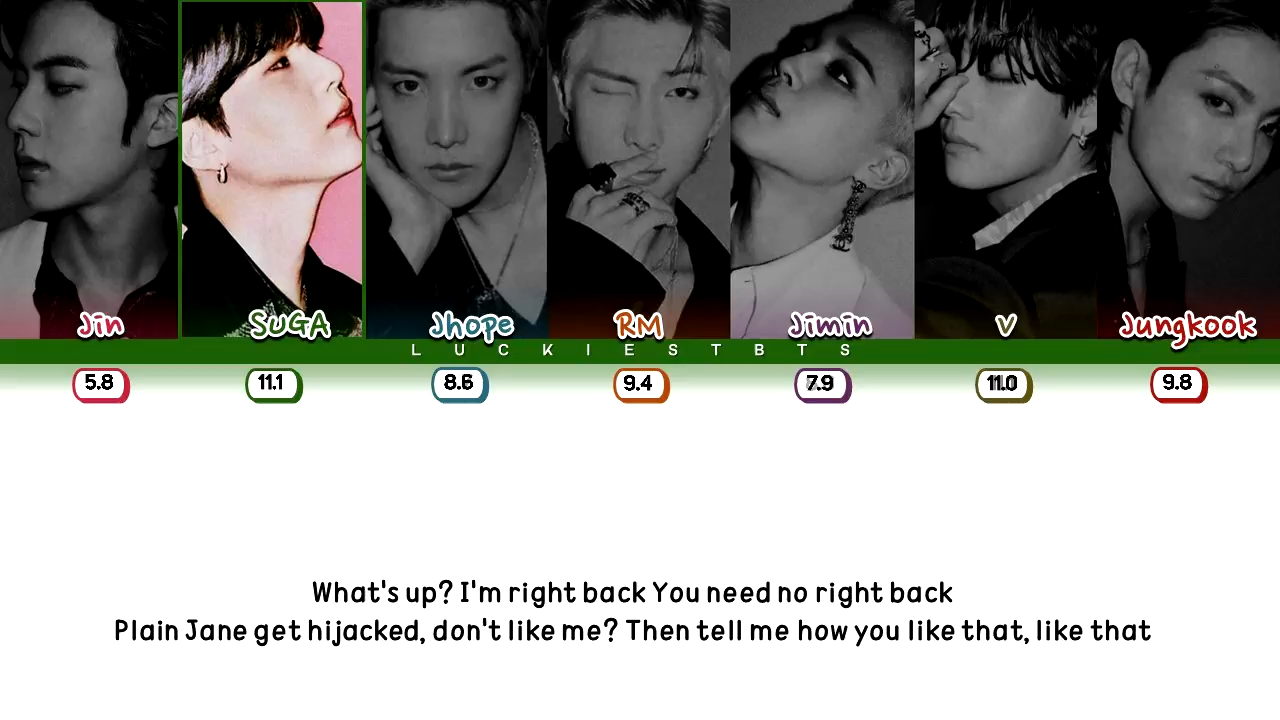 Jin SUGA Jhope RM Jimin V Jungkook
LUCKIESTBTS
5.8 11.1 8.6 9.4 7.9 11.0 9.8
What's up? I'm right back You need no right back
Plain Jane get hijacked, don't like me? Then tell me how you like that, like that